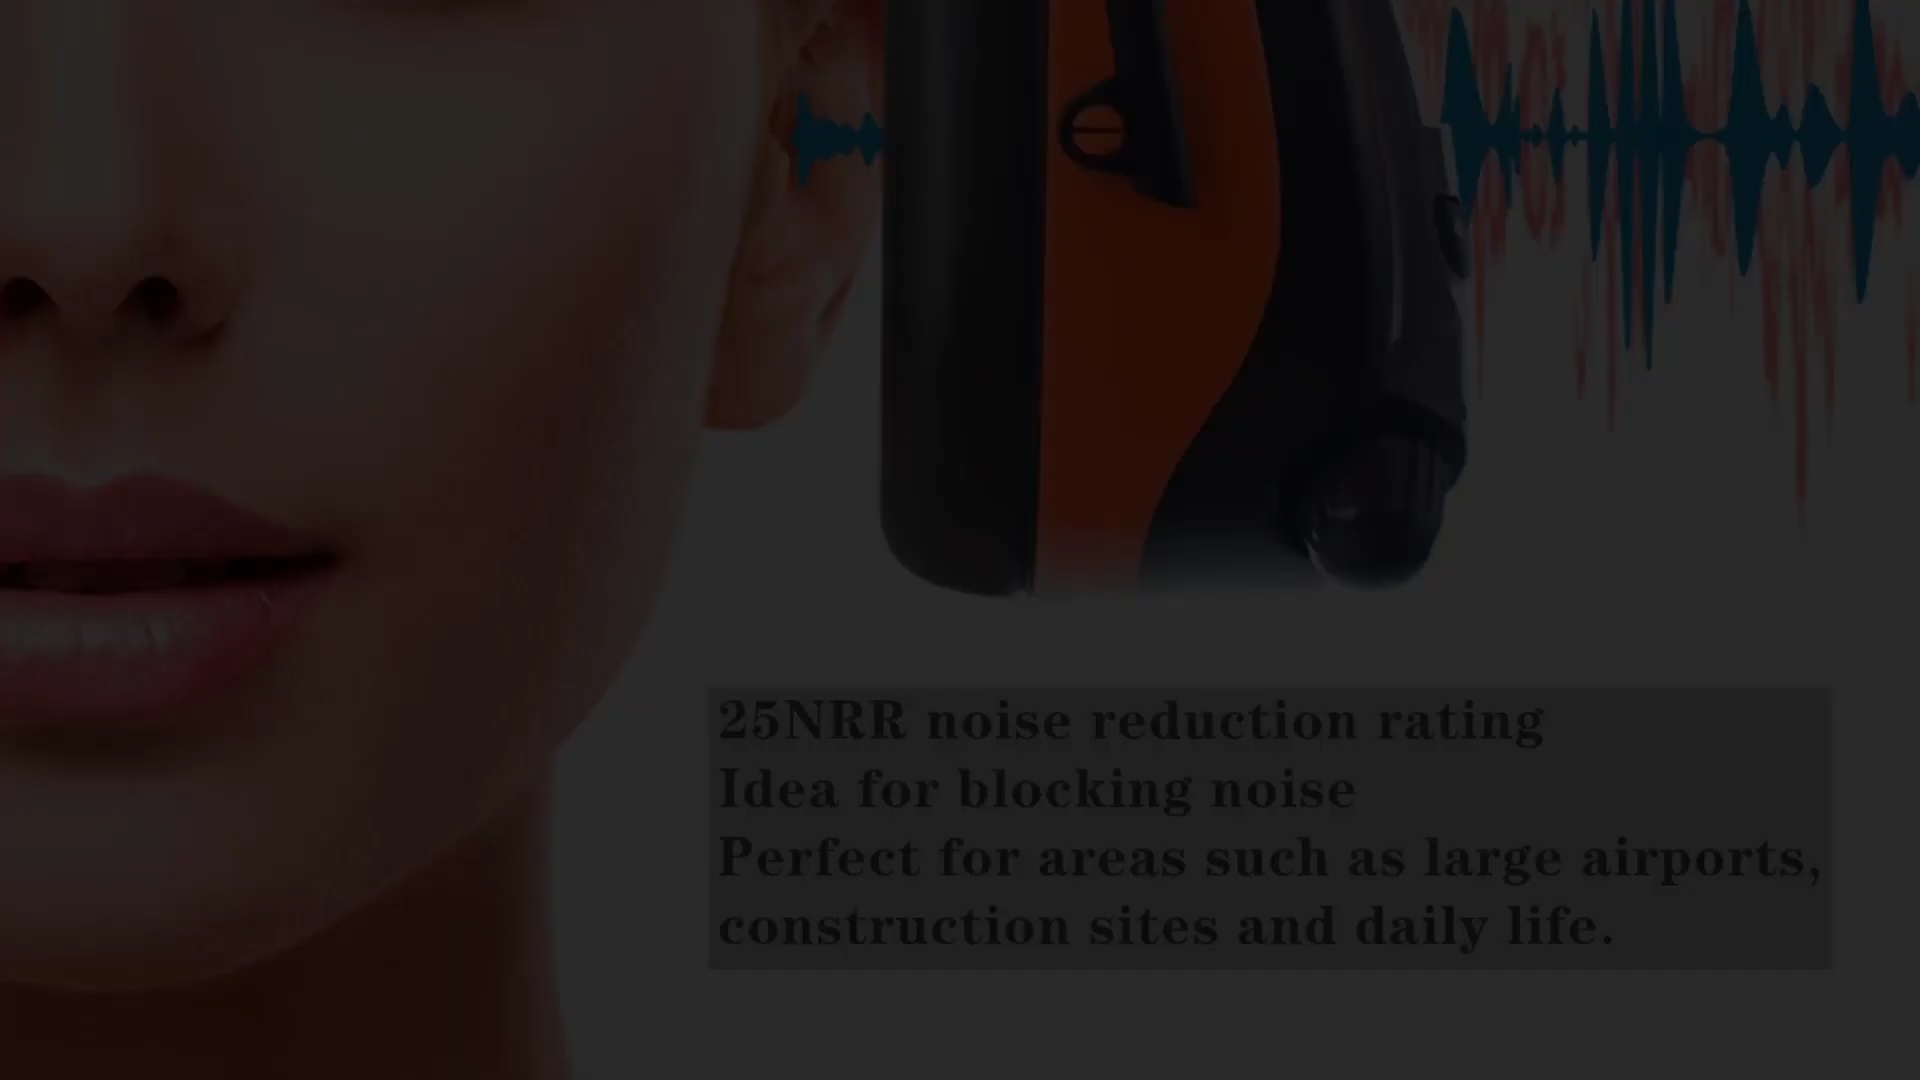 25NRR noise reduction rating
Idea for blocking noise
Perfect for areas such as large airports,
construction sites and daily life.